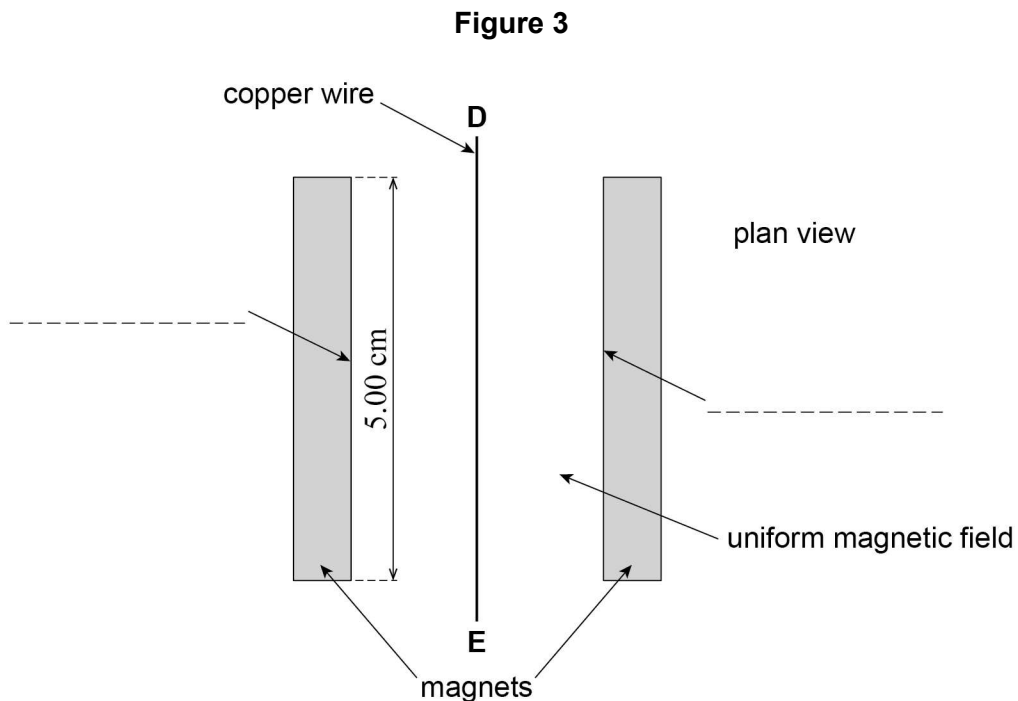 Figure 3
copper wire
D
plan view
5.00 cm
uniform magnetic field
E
magnets